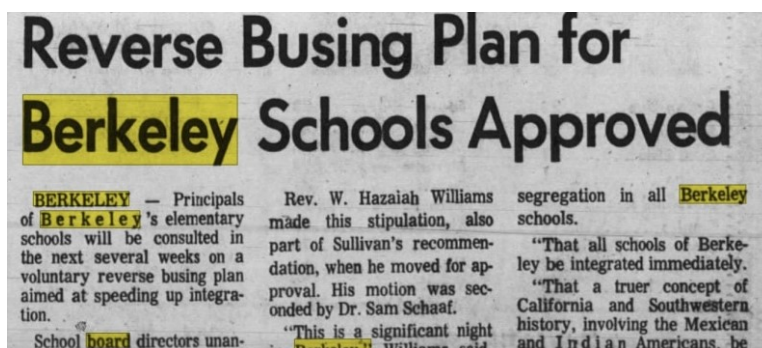 Reverse Busing Plan for
Berkeley Schools Approved
BERKELEY — Principals
of Berkeley's elementary
schools will be consulted in
the next several weeks on a
voluntary reverse busing plan
aimed at speeding up integra-
tion.
School board directors unan-
Rev. W. Hazaiah Williams
made this stipulation, also
part of Sullivan's recommen-
dation, when he moved for ap-
proval. His motion was sec-
onded by Dr. Sam Schaaf.
"This is a significant night
Berkeley," Williams said
segregation in all Berkeley
schools.
"That all schools of Berke-
ley be integrated immediately.
"That a truer concept of
California and Southwestern
history, involving the Mexican
and Indian Americans, be